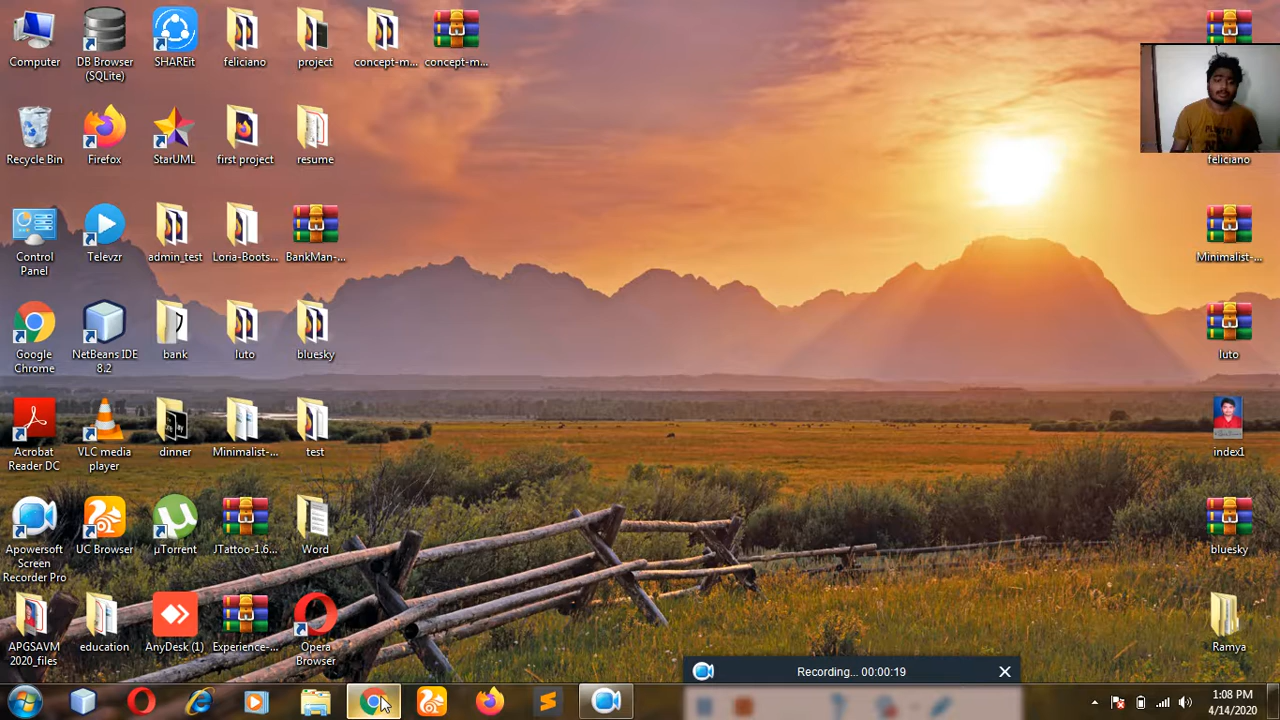 Computer
DB Browser
(SQLite)
SHAREit
feliciano
project
concept-m...
concept-m...
Recycle Bin
Firefox
StarUML
first project
resume
feliciano
Control
Panel
Televzr
admin_test
Loria-Boots...
BankMan-...
Minimalist-...
Google
Chrome
NetBeans IDE
8.2
bank
luto
bluesky
luto
Acrobat
Reader DC
VLC media
player
dinner
Minimalist-...
test
index1
Apowersoft
Screen
Recorder Pro
UC Browser
µTorrent
JTattoo-1.6...
Word
bluesky
APGSAVM
2020_files
education
AnyDesk (1)
Experience-...
Opera
Browser
Ramya
Recording... 00:00:19
1:08 PM
4/14/2020